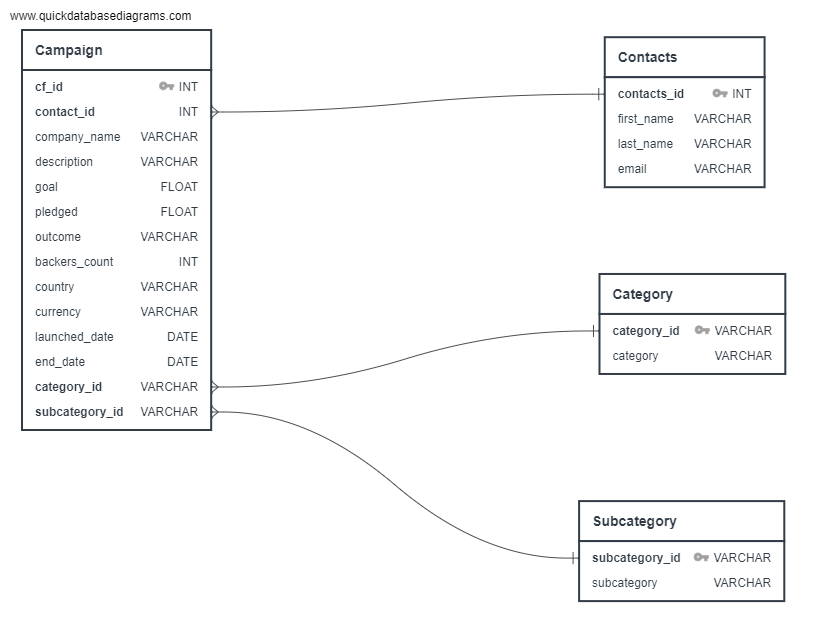 www.quickdatabasediagrams.com
Campaign
cf_id INT
contact_id INT
company_name VARCHAR
description VARCHAR
goal FLOAT
pledged FLOAT
outcome VARCHAR
backers_count INT
country VARCHAR
currency VARCHAR
launched_date DATE
end_date DATE
category_id VARCHAR
subcategory_id VARCHAR
Contacts
contacts_id INT
first_name VARCHAR
last_name VARCHAR
email VARCHAR
Category
category_id VARCHAR
category VARCHAR
Subcategory
subcategory_id VARCHAR
subcategory VARCHAR